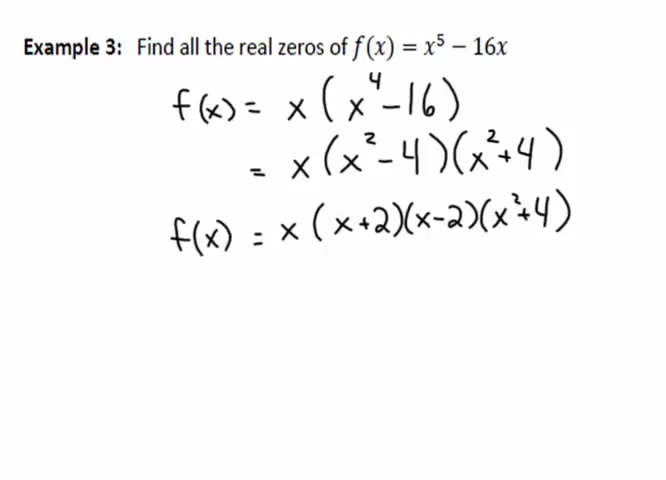 Example 3: Find all the real zeros of f(x) = x⁵ − 16x
f(x) = x(x⁴−16)
= x(x²−4)(x²+4)
f(x) = x(x+2)(x−2)(x²+4)